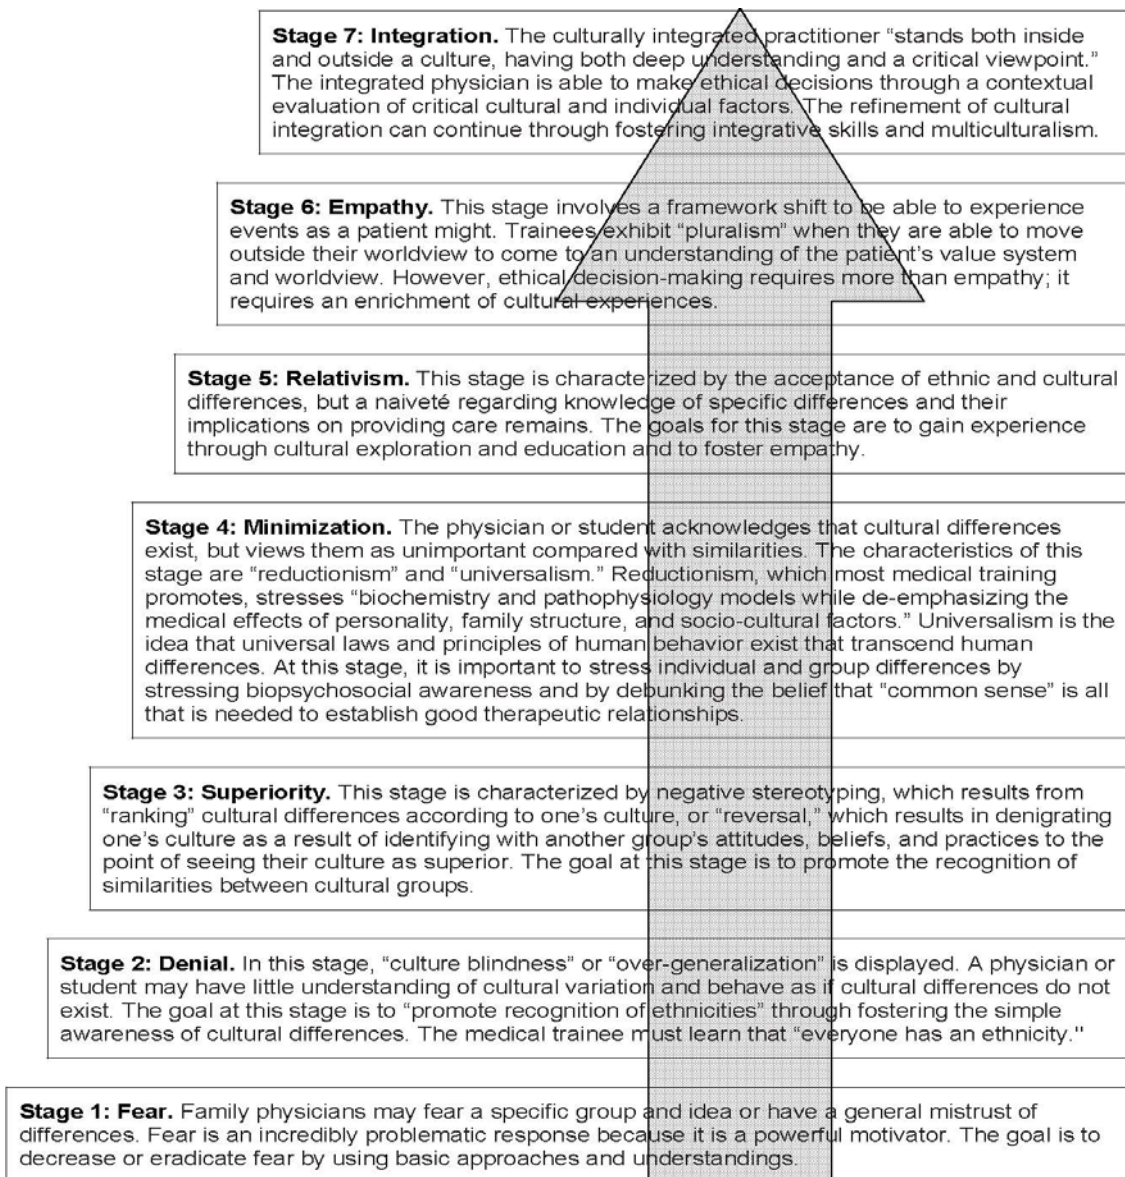 Stage 7: Integration. The culturally integrated practitioner “stands both inside
and outside a culture, having both deep understanding and a critical viewpoint.”
The integrated physician is able to make ethical decisions through a contextual
evaluation of critical cultural and individual factors. The refinement of cultural
integration can continue through fostering integrative skills and multiculturalism.
Stage 6: Empathy. This stage involves a framework shift to be able to experience
events as a patient might. Trainees exhibit “pluralism” when they are able to move
outside their worldview to come to an understanding of the patient’s value system
and worldview. However, ethical decision-making requires more than empathy; it
requires an enrichment of cultural experiences.
Stage 5: Relativism. This stage is characterized by the acceptance of ethnic and cultural
differences, but a naiveté regarding knowledge of specific differences and their
implications on providing care remains. The goals for this stage are to gain experience
through cultural exploration and education and to foster empathy.
Stage 4: Minimization. The physician or student acknowledges that cultural differences
exist, but views them as unimportant compared with similarities. The characteristics of this
stage are “reductionism” and “universalism.” Reductionism, which most medical training
promotes, stresses “biochemistry and pathophysiology models while de-emphasizing the
medical effects of personality, family structure, and socio-cultural factors.” Universalism is the
idea that universal laws and principles of human behavior exist that transcend human
differences. At this stage, it is important to stress individual and group differences by
stressing biopsychosocial awareness and by debunking the belief that “common sense” is all
that is needed to establish good therapeutic relationships.
Stage 3: Superiority. This stage is characterized by negative stereotyping, which results from
“ranking” cultural differences according to one’s culture, or “reversal,” which results in denigrating
one’s culture as a result of identifying with another group’s attitudes, beliefs, and practices to the
point of seeing their culture as superior. The goal at this stage is to promote the recognition of
similarities between cultural groups.
Stage 2: Denial. In this stage, “culture blindness” or “over-generalization” is displayed. A physician or
student may have little understanding of cultural variation and behave as if cultural differences do not
exist. The goal at this stage is to “promote recognition of ethnicities” through fostering the simple
awareness of cultural differences. The medical trainee must learn that “everyone has an ethnicity."
Stage 1: Fear. Family physicians may fear a specific group and idea or have a general mistrust of
differences. Fear is an incredibly problematic response because it is a powerful motivator. The goal is to
decrease or eradicate fear by using basic approaches and understandings.